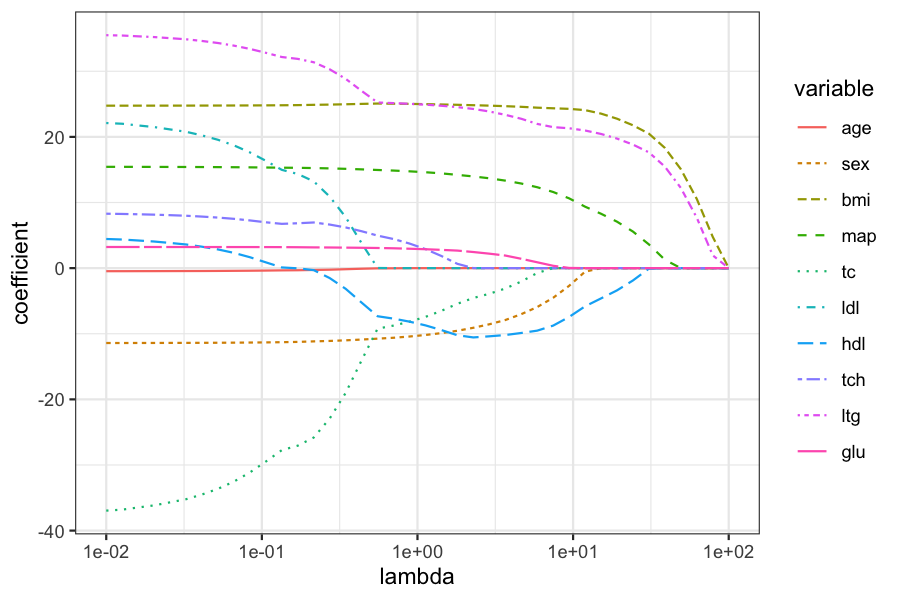 20
0
-20
-40
coefficient
1e-02 1e-01 1e+00 1e+01 1e+02
lambda
variable
age
sex
bmi
map
tc
ldl
hdl
tch
ltg
glu